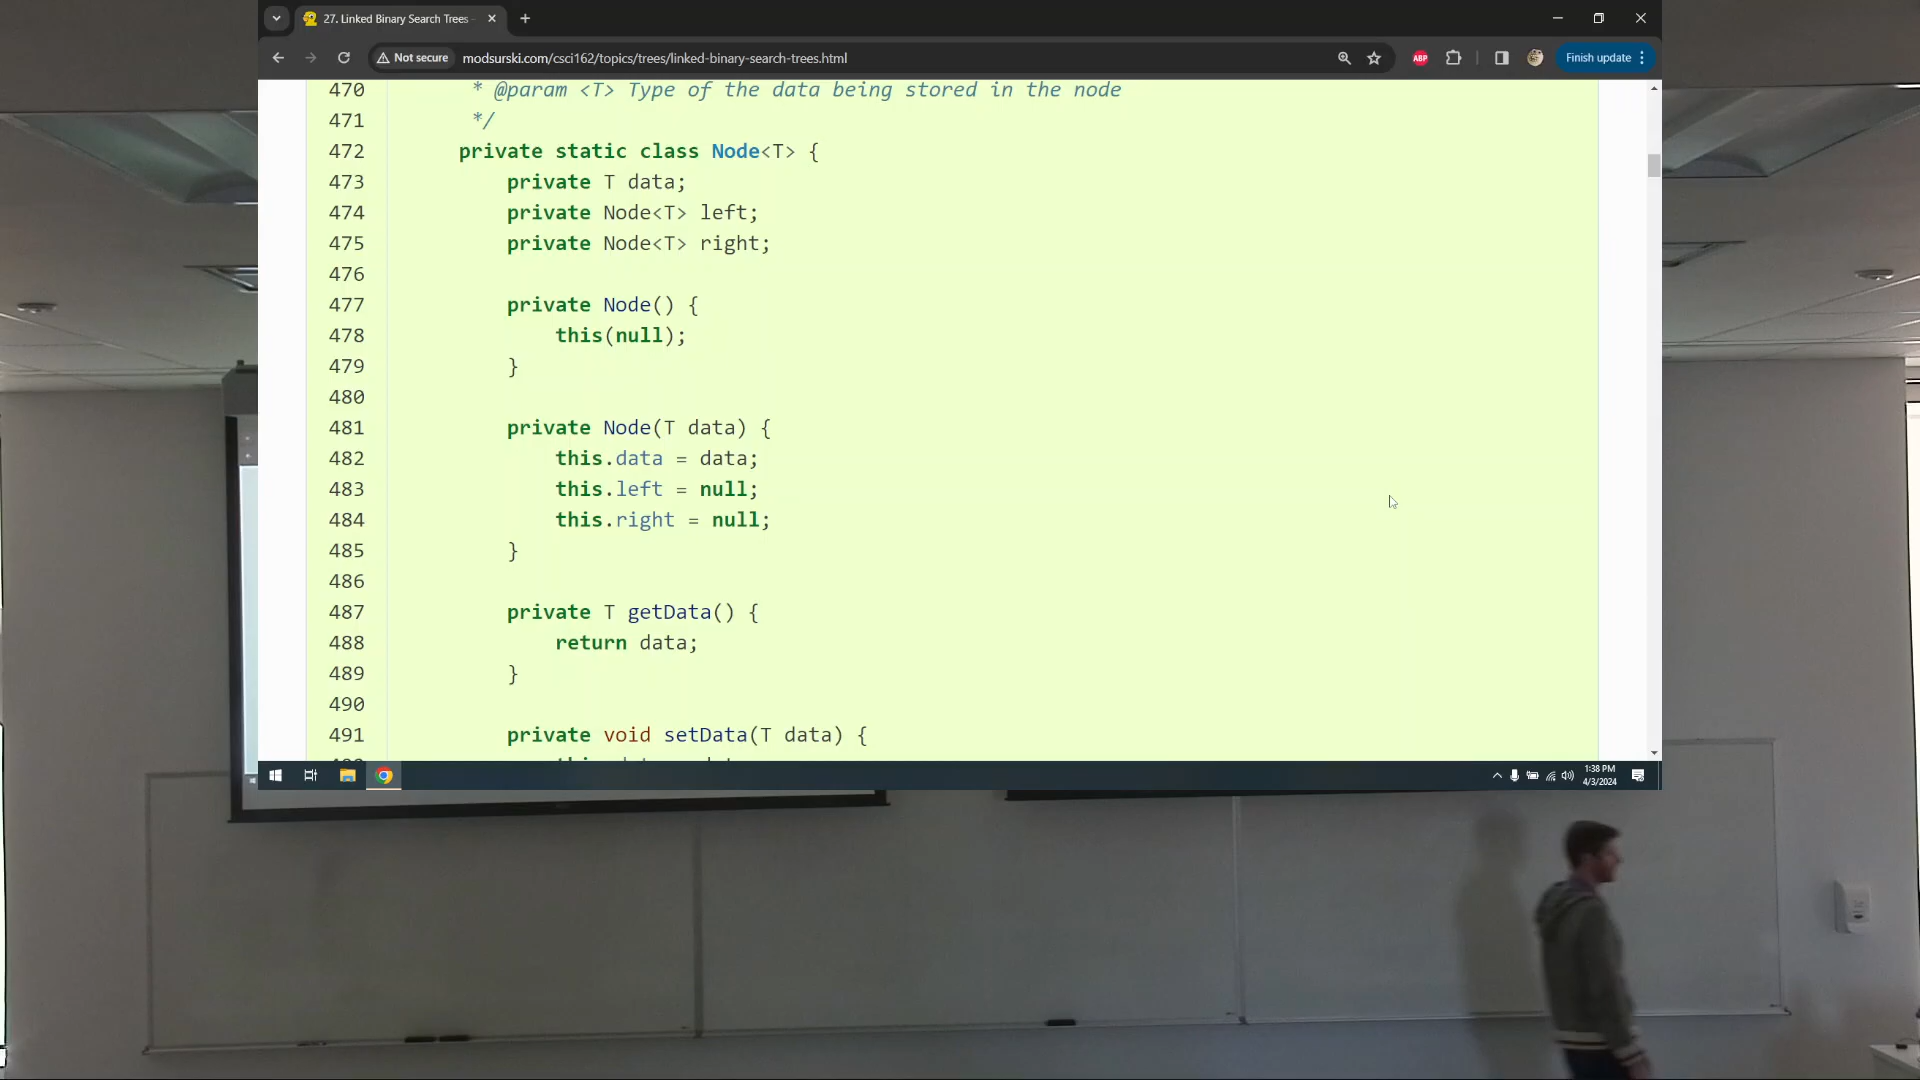 27. Linked Binary Search Trees
Not secure
modsurski.com/csci162/topics/trees/linked-binary-search-trees.html
ABP
Finish update
470 * @param <T> Type of the data being stored in the node
471 */
472 private static class Node<T> {
473 private T data;
474 private Node<T> left;
475 private Node<T> right;
476
477 private Node() {
478 this(null);
479 }
480
481 private Node(T data) {
482 this.data = data;
483 this.left = null;
484 this.right = null;
485 }
486
487 private T getData() {
488 return data;
489 }
490
491 private void setData(T data) {
1:38 PM
4/3/2024